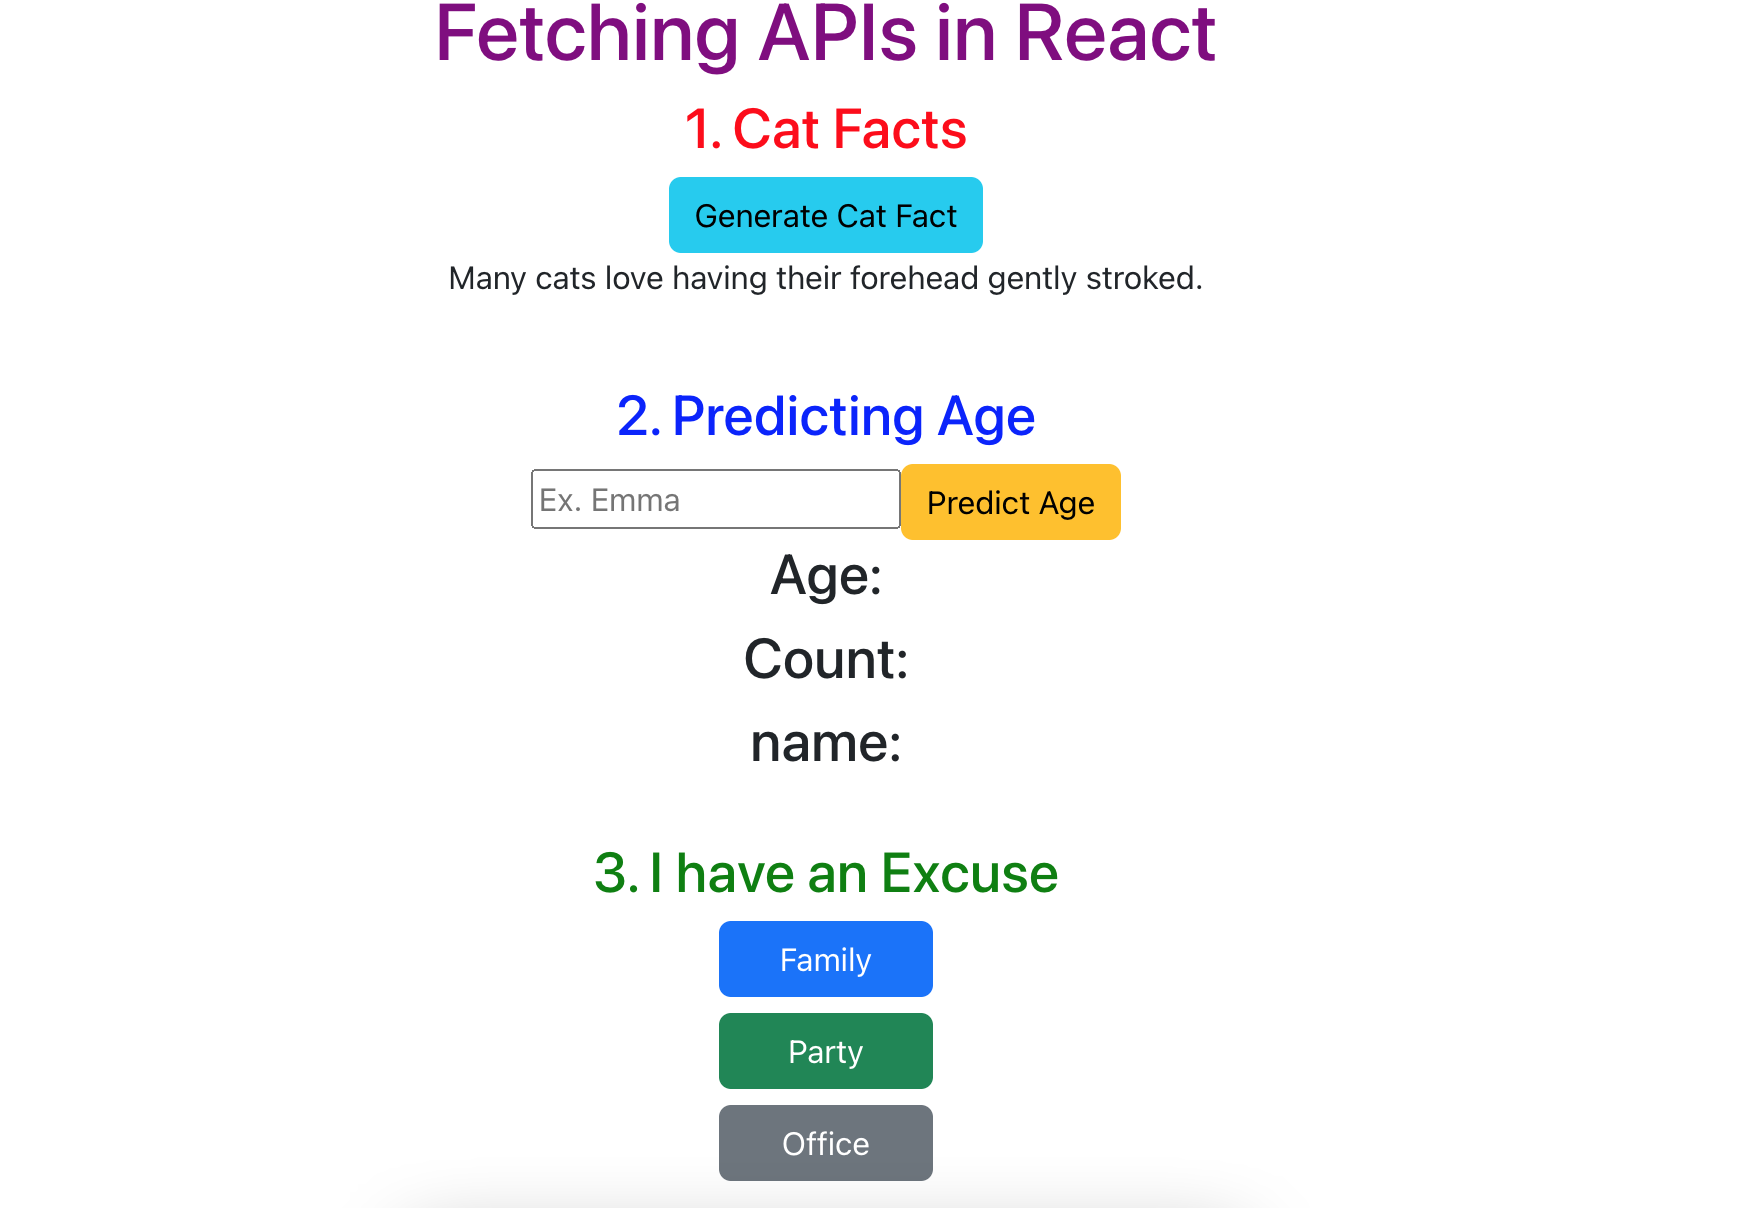 Fetching APIs in React
1. Cat Facts
Generate Cat Fact
Many cats love having their forehead gently stroked.
2. Predicting Age
Ex. Emma Predict Age
Age:
Count:
name:
3. I have an Excuse
Family
Party
Office